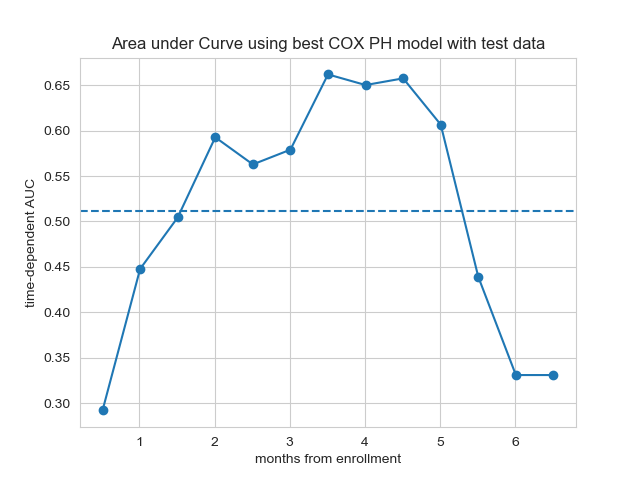 Area under Curve using best COX PH model with test data
time-dependent AUC
0.65
0.60
0.55
0.50
0.45
0.40
0.35
0.30
1 2 3 4 5 6
months from enrollment